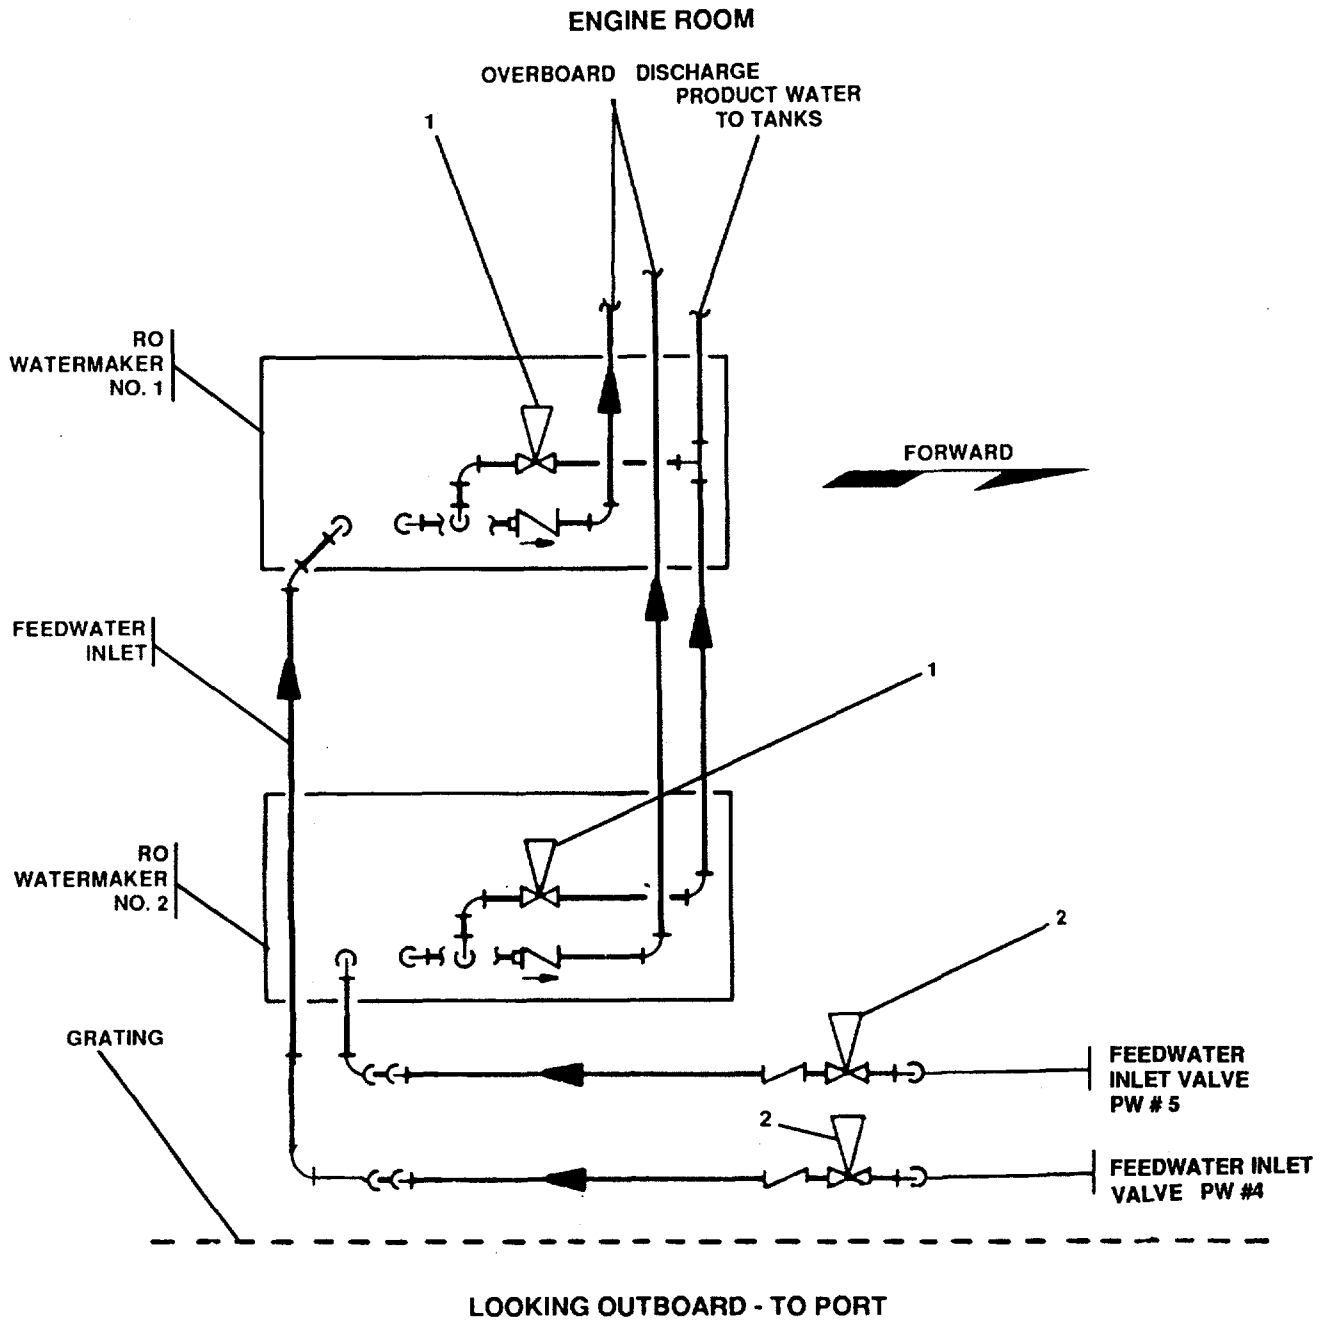 ENGINE ROOM
OVERBOARD DISCHARGE
PRODUCT WATER
TO TANKS
1
RO
WATERMAKER
NO. 1
FORWARD
FEEDWATER
INLET
1
RO
WATERMAKER
NO. 2
2
GRATING
FEEDWATER
INLET VALVE
PW # 5
2
FEEDWATER INLET
VALVE PW #4
LOOKING OUTBOARD - TO PORT